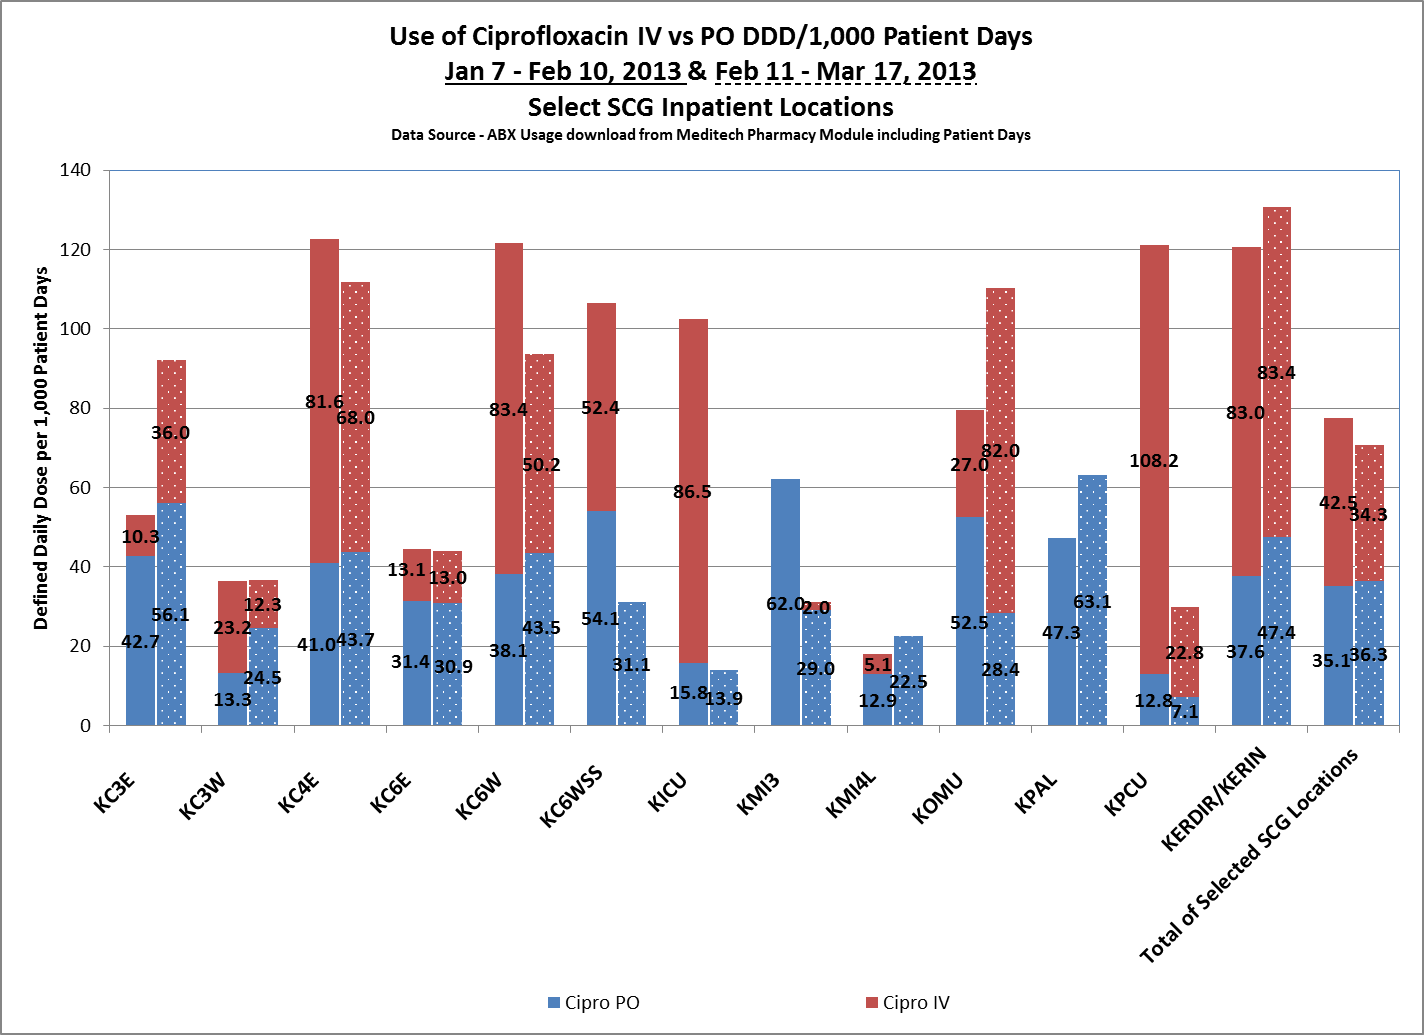 Use of Ciprofloxacin IV vs PO DDD/1,000 Patient Days
Jan 7 - Feb 10, 2013 & Feb 11 - Mar 17, 2013
Select SCG Inpatient Locations
Data Source - ABX Usage download from Meditech Pharmacy Module including Patient Days
Defined Daily Dose per 1,000 Patient Days
140
120
100
80
60
40
20
0
10.3
42.7
36.0
56.1
23.2
13.3
12.3
24.5
81.6
41.0
68.0
43.7
13.1
31.4
13.0
30.9
83.4
38.1
50.2
43.5
52.4
54.1
31.1
86.5
15.8
13.9
62.0
2.0
29.0
5.1
12.9
22.5
27.0
52.5
82.0
28.4
47.3
63.1
108.2
12.8
22.8
7.1
83.0
37.6
83.4
47.4
42.5
35.1
34.3
36.3
KC3E
KC3W
KC4E
KC6E
KC6W
KC6WSS
KICU
KMI3
KMI4L
KOMU
KPAL
KPCU
KERDIR/KERIN
Total of Selected SCG Locations
Cipro PO
Cipro IV